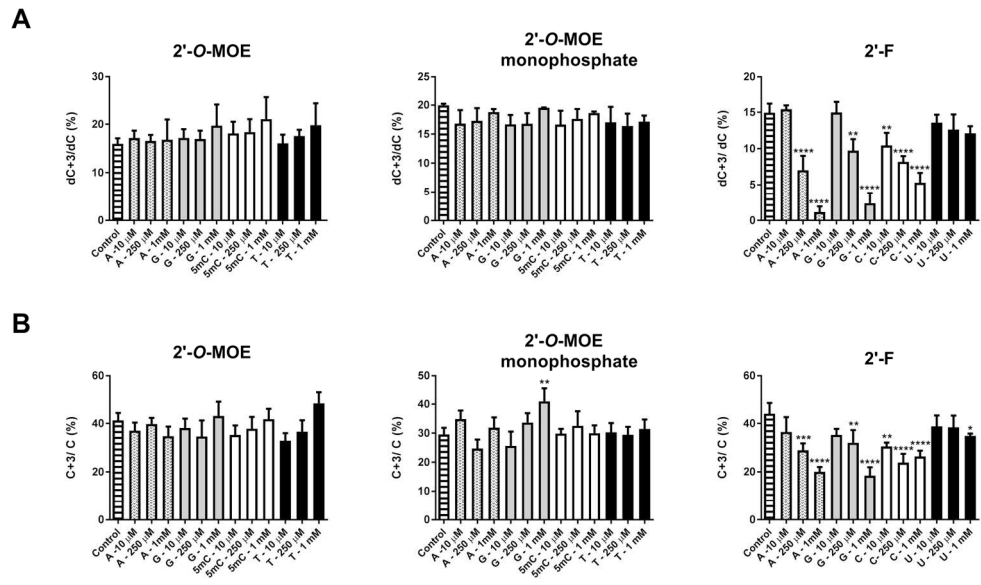 A
2'-O-MOE
dC+3/dC (%)
30
20
10
0
Control
A -10 μM
A - 250 μM
A - 1mM
G - 10 μM
G - 250 μM
G - 1 mM
5mC - 10 μM
5mC - 250 μM
5mC - 1 mM
T - 10 μM
T - 250 μM
T - 1 mM
2'-O-MOE
monophosphate
dC+3/ dC (%)
25
20
15
10
5
0
Control
A -10 μM
A - 250 μM
A - 1mM
G - 10 μM
G - 250 μM
G - 1 mM
5mC - 10 μM
5mC - 250 μM
5mC - 1 mM
T - 10 μM
T - 250 μM
T - 1 mM
2'-F
dC+3/ dC (%)
20
15
10
5
0
****
****
**
****
**
****
****
Control
A -10 μM
A - 250 μM
A - 1mM
G - 10 μM
G - 250 μM
G - 1 mM
C - 10 μM
C - 250 μM
C - 1 mM
U - 10 μM
U - 250 μM
U - 1 mM
B
2'-O-MOE
C+3/ C (%)
60
40
20
0
Control
A -10 μM
A - 250 μM
A - 1mM
G - 10 μM
G - 250 μM
G - 1 mM
5mC - 10 μM
5mC - 250 μM
5mC - 1 mM
T - 10 μM
T - 250 μM
T - 1 mM
2'-O-MOE
monophosphate
C+3/ C (%)
50
40
30
20
10
0
**
Control
A -10 μM
A - 250 μM
A - 1mM
G - 10 μM
G - 250 μM
G - 1 mM
5mC - 10 μM
5mC - 250 μM
5mC - 1 mM
T - 10 μM
T - 250 μM
T - 1 mM
2'-F
C+3/ C (%)
60
40
20
0
***
****
**
****
**
****
****
*
Control
A -10 μM
A - 250 μM
A - 1mM
G - 10 μM
G - 250 μM
G - 1 mM
C - 10 μM
C - 250 μM
C - 1 mM
U - 10 μM
U - 250 μM
U - 1 mM